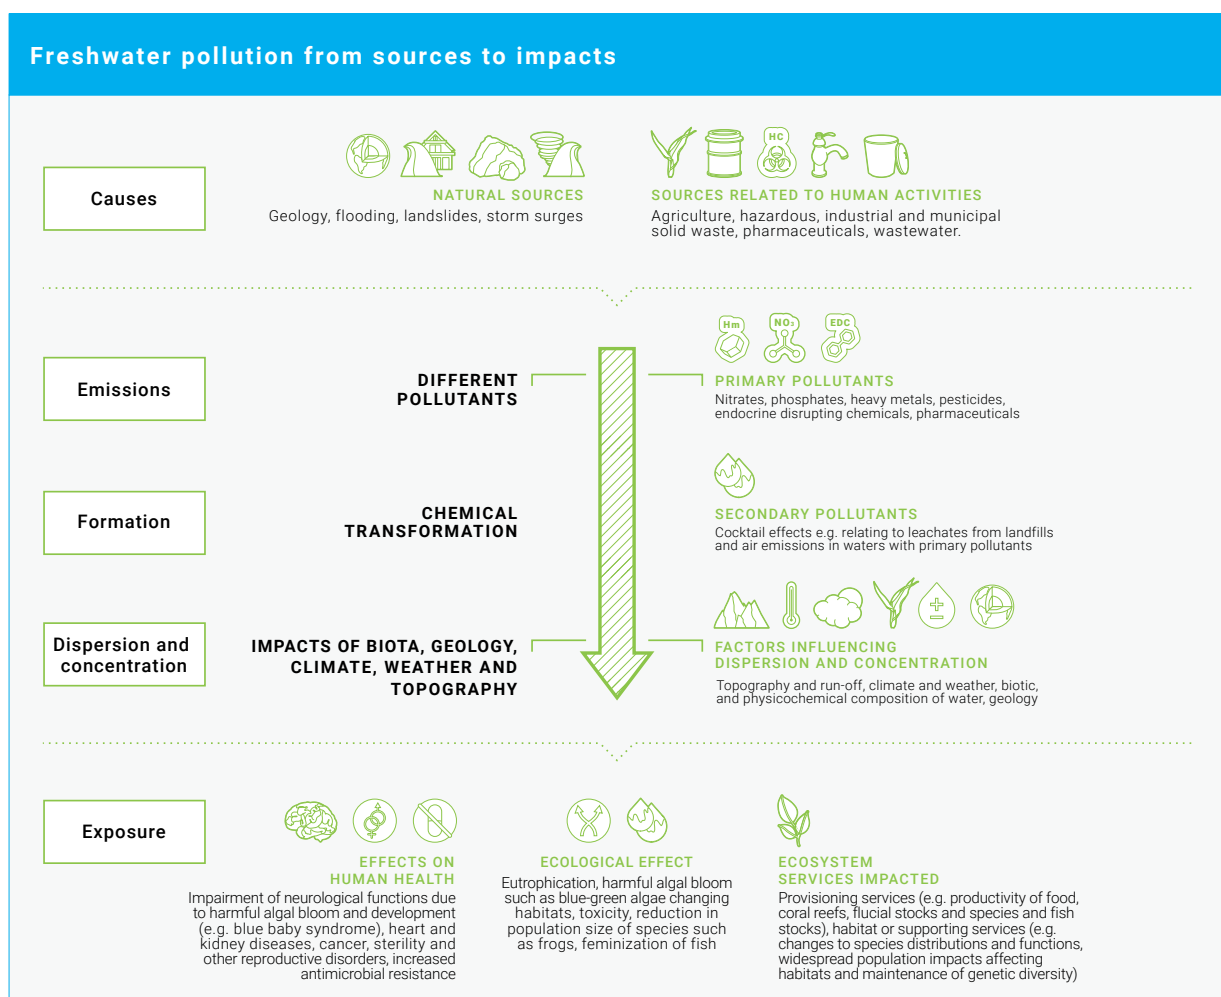 Freshwater pollution from sources to impacts
Causes
HC
NATURAL SOURCES
Geology, flooding, landslides, storm surges
SOURCES RELATED TO HUMAN ACTIVITIES
Agriculture, hazardous, industrial and municipal
solid waste, pharmaceuticals, wastewater.
Emissions
DIFFERENT
POLLUTANTS
Hm
NO₃
EDC
PRIMARY POLLUTANTS
Nitrates, phosphates, heavy metals, pesticides,
endocrine disrupting chemicals, pharmaceuticals
Formation
CHEMICAL
TRANSFORMATION
SECONDARY POLLUTANTS
Cocktail effects e.g. relating to leachates from landfills
and air emissions in waters with primary pollutants
Dispersion and
concentration
IMPACTS OF BIOTA, GEOLOGY,
CLIMATE, WEATHER AND
TOPOGRAPHY
FACTORS INFLUENCING
DISPERSION AND CONCENTRATION
Topography and run-off, climate and weather, biotic,
and physicochemical composition of water, geology
Exposure
EFFECTS ON
HUMAN HEALTH
Impairment of neurological functions due
to harmful algal bloom and development
(e.g. blue baby syndrome), heart and
kidney diseases, cancer, sterility and
other reproductive disorders, increased
antimicrobial resistance
ECOLOGICAL EFFECT
Eutrophication, harmful algal bloom
such as blue-green algae changing
habitats, toxicity, reduction in
population size of species such
as frogs, feminization of fish
ECOSYSTEM
SERVICES IMPACTED
Provisioning services (e.g. productivity of food,
coral reefs, flucial stocks and species and fish
stocks), habitat or supporting services (e.g.
changes to species distributions and functions,
widespread population impacts affecting
habitats and maintenance of genetic diversity)